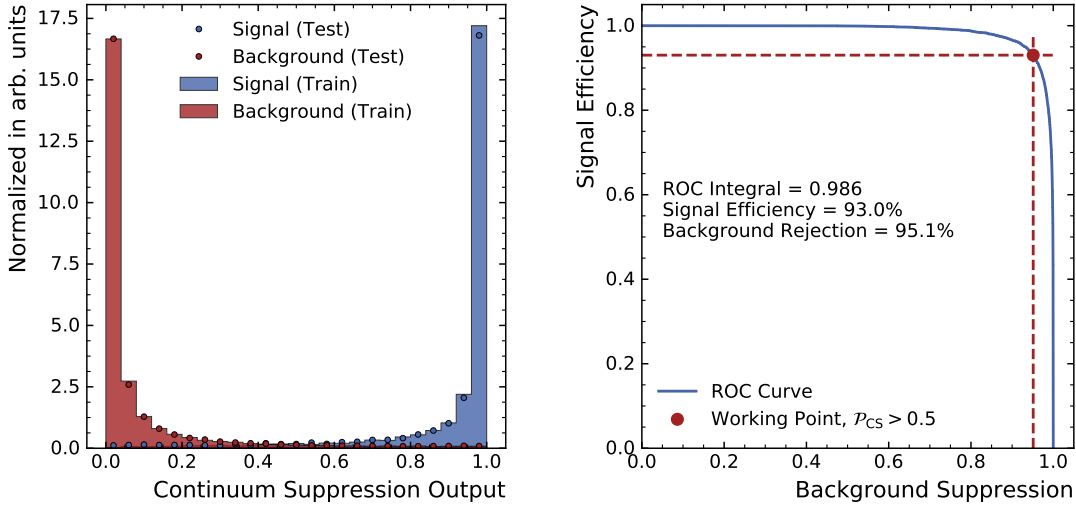 Normalized in arb. units
17.5
15.0
12.5
10.0
7.5
5.0
2.5
0.0
Signal (Test)
Background (Test)
Signal (Train)
Background (Train)
0.0 0.2 0.4 0.6 0.8 1.0
Continuum Suppression Output
Signal Efficiency
1.0
0.8
0.6
0.4
0.2
0.0
ROC Integral = 0.986
Signal Efficiency = 93.0%
Background Rejection = 95.1%
ROC Curve
Working Point, 𝒫CS > 0.5
0.0 0.2 0.4 0.6 0.8 1.0
Background Suppression